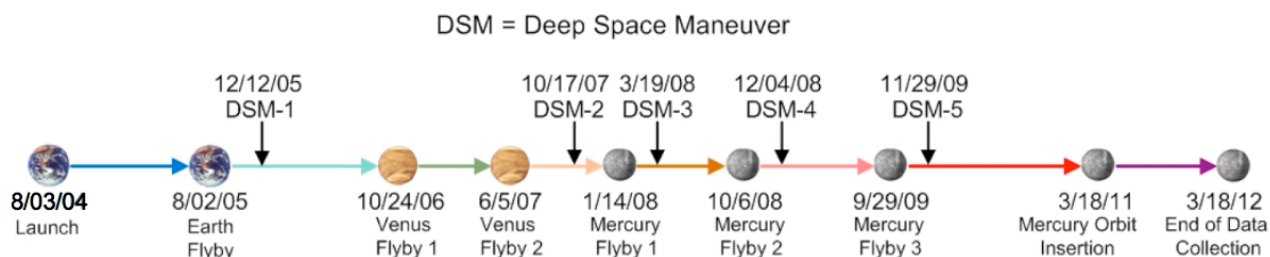 DSM = Deep Space Maneuver
12/12/05
DSM-1
10/17/07
DSM-2
3/19/08
DSM-3
12/04/08
DSM-4
11/29/09
DSM-5
8/03/04
Launch
8/02/05
Earth
Flyby
10/24/06
Venus
Flyby 1
6/5/07
Venus
Flyby 2
1/14/08
Mercury
Flyby 1
10/6/08
Mercury
Flyby 2
9/29/09
Mercury
Flyby 3
3/18/11
Mercury Orbit
Insertion
3/18/12
End of Data
Collection